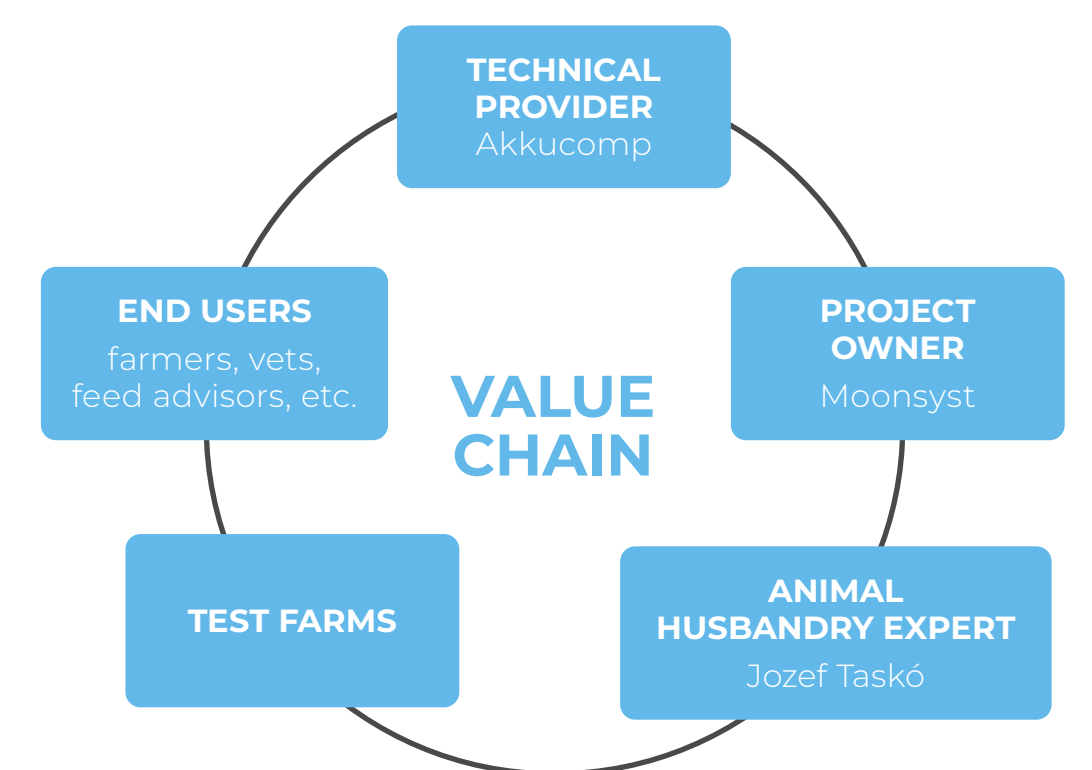 TECHNICAL
PROVIDER
Akkucomp
END USERS
farmers, vets,
feed advisors, etc.
PROJECT
OWNER
Moonsyst
VALUE
CHAIN
TEST FARMS
ANIMAL
HUSBANDRY EXPERT
Jozef Taskó